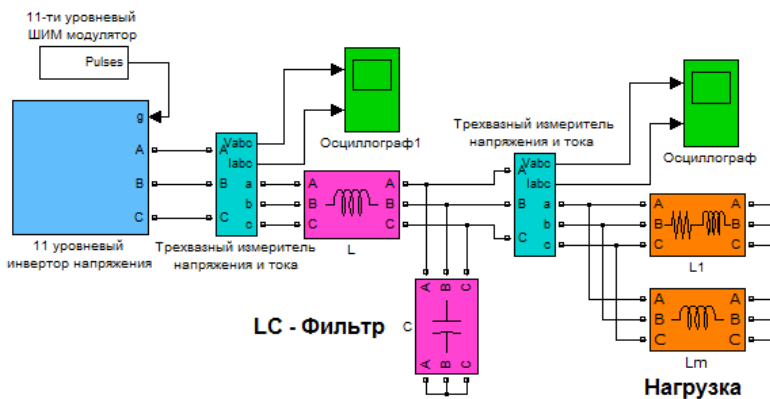 11-ти уровневый
ШИМ модулятор
Pulses
g
A
B
C
11 уровневый
инвертор напряжения
A
B
C
Vabc
Iabc
a
b
c
Трехвазный измеритель
напряжения и тока
Осциллограф1
A
B
C
A
B
C
L
LC - Фильтр
C
A
B
C
A
B
C
Трехвазный измеритель
напряжения и тока
A
B
C
Vabc
Iabc
a
b
c
Осциллограф
A
B
C
A
B
C
L1
A
B
C
A
B
C
Lm
Нагрузка